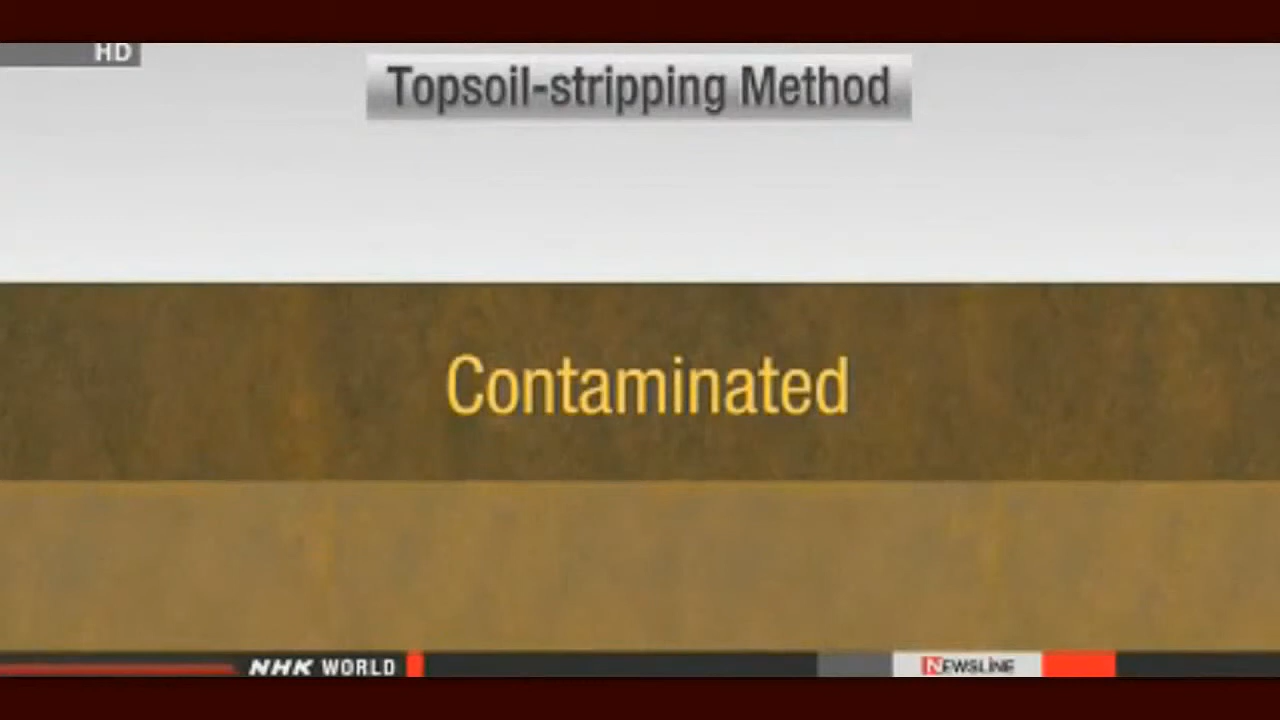 HD
Topsoil-stripping Method
Contaminated
NHK WORLD
NEWSLINE